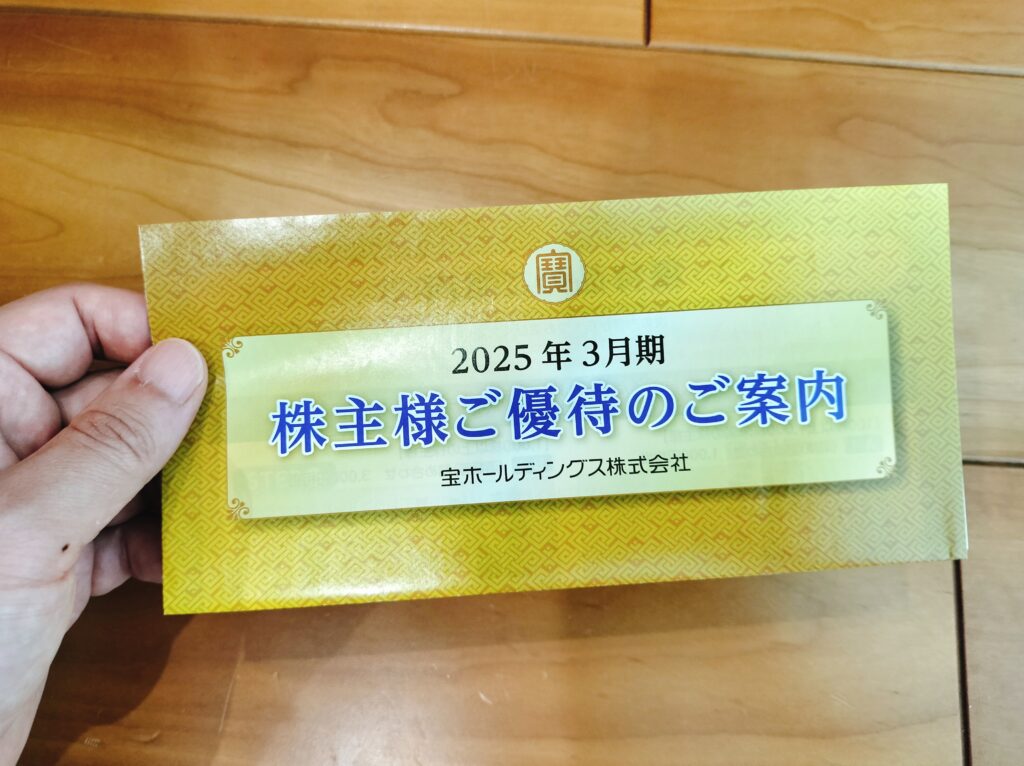 寶
2025年3月期
株主様ご優待のご案内
宝ホールディングス株式会社